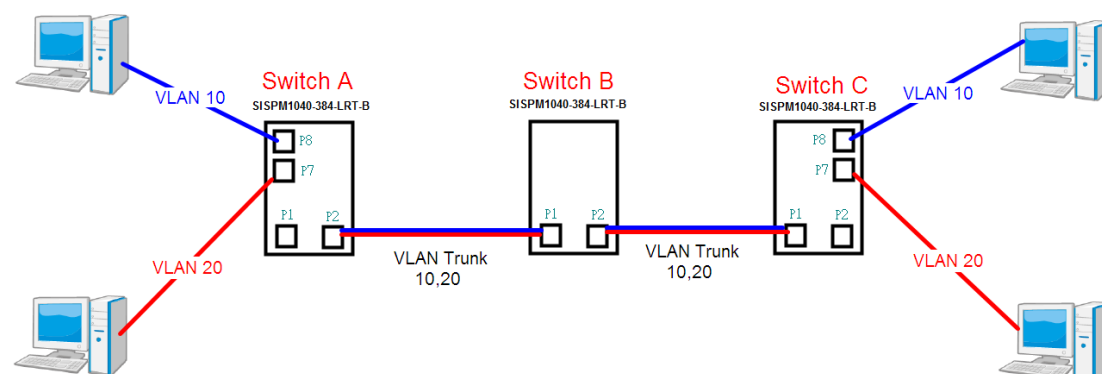 Switch A
SISPM1040-384-LRT-B
Switch B
SISPM1040-384-LRT-B
Switch C
SISPM1040-384-LRT-B
VLAN 10
VLAN 10
P8
P7
P1
P2
P1
P2
P8
P7
P1
P2
VLAN Trunk
10,20
VLAN Trunk
10,20
VLAN 20
VLAN 20